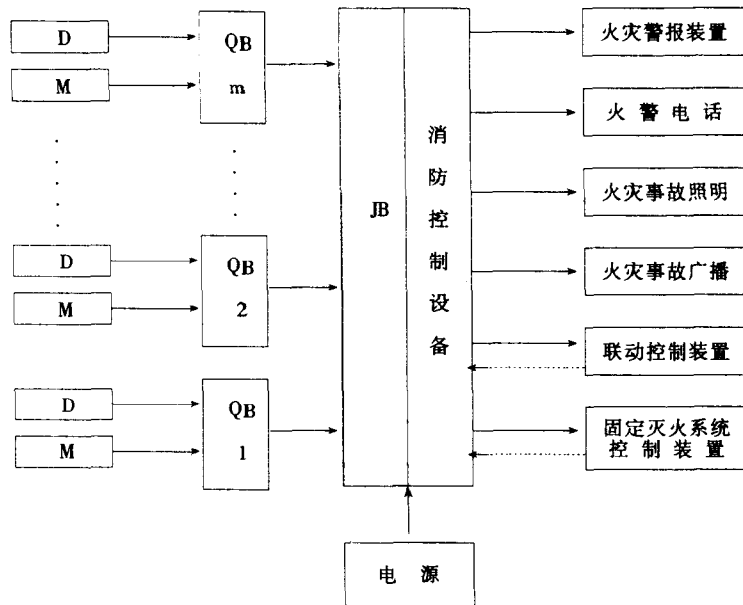 D
M
QB
m
D
M
QB
2
D
M
QB
1
JB
消防控制设备
火灾警报装置
火警电话
火灾事故照明
火灾事故广播
联动控制装置
固定灭火系统
控制装置
电源